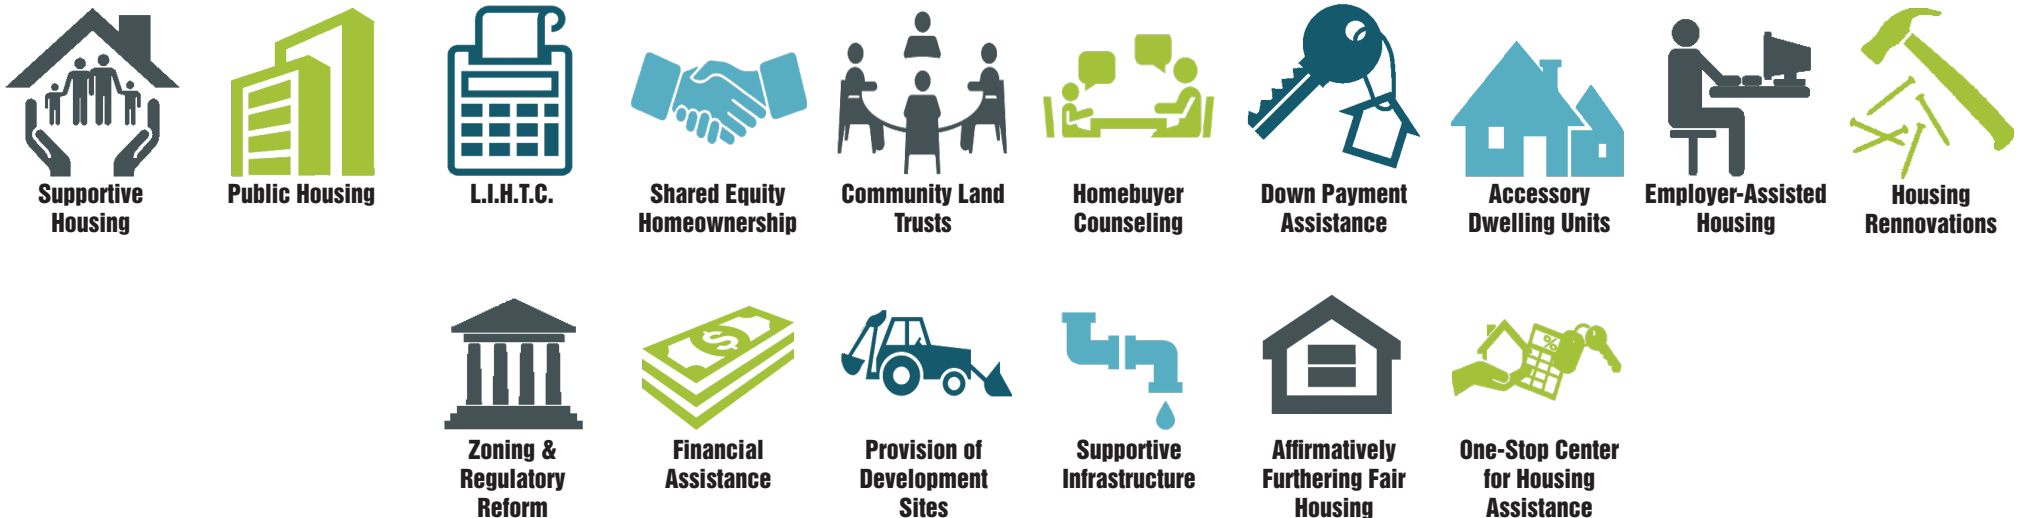 Supportive
Housing
Public Housing
L.I.H.T.C.
Shared Equity
Homeownership
Community Land
Trusts
Homebuyer
Counseling
Down Payment
Assistance
Accessory
Dwelling Units
Employer-Assisted
Housing
Housing
Rennovations
$
%
Zoning &
Regulatory
Reform
Financial
Assistance
Provision of
Development
Sites
Supportive
Infrastructure
Affirmatively
Furthering Fair
Housing
One-Stop Center
for Housing
Assistance